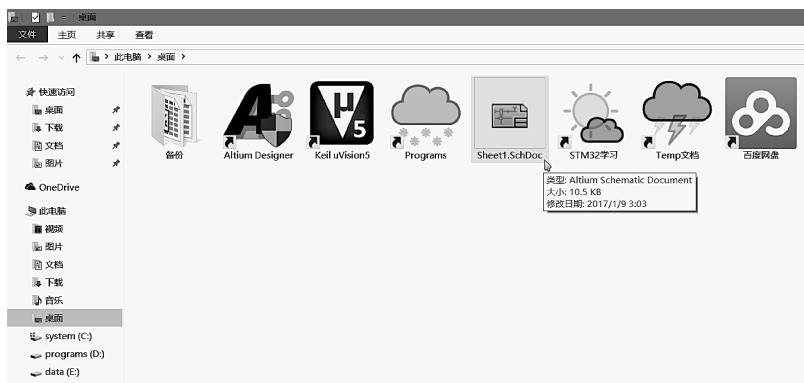 桌面
文件 主页 共享 查看
此电脑 桌面
快速访问
桌面
下载
文档
图片
OneDrive
此电脑
视频
图片
文档
下载
音乐
桌面
system (C:)
programs (D:)
data (E:)
备份 Altium Designer Keil uVision5 Programs Sheet1.SchDoc STM32学习 Temp文档 百度网盘
类型: Altium Schematic Document
大小: 10.5 KB
修改日期: 2017/1/9 3:03
μ
V5